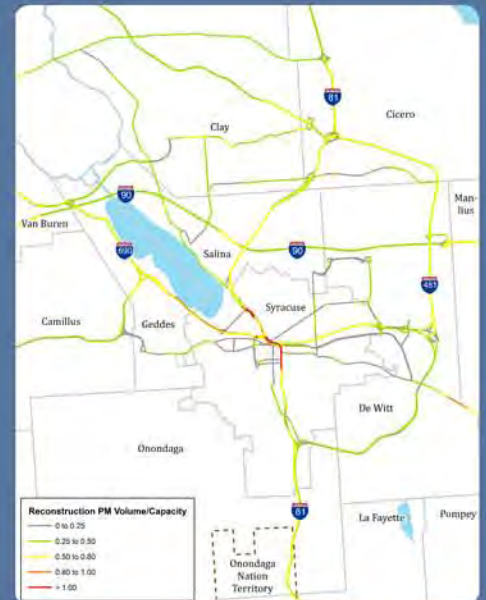 81
Cicero
Clay
90
Man-
lius
Van Buren
690
Salina
90
481
Syracuse
Camillus
Geddes
De Witt
Onondaga
81
La Fayette
Pompey
Onondaga
Nation
Territory
Reconstruction PM Volume/Capacity
0 to 0.25
0.25 to 0.50
0.50 to 0.80
0.80 to 1.00
> 1.00